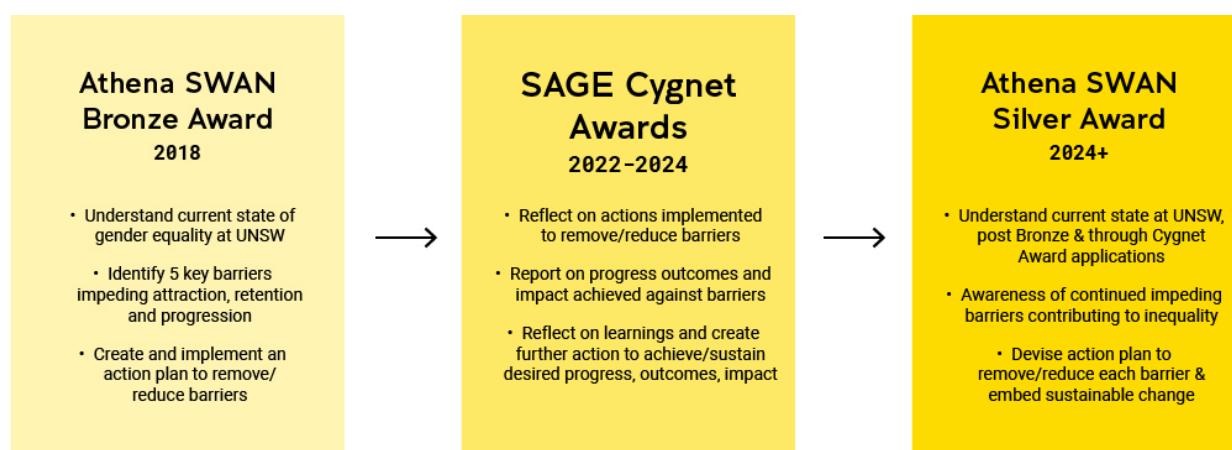 Athena SWAN
Bronze Award
2018
• Understand current state of
gender equality at UNSW
• Identify 5 key barriers
impeding attraction, retention
and progression
• Create and implement an
action plan to remove/
reduce barriers
SAGE Cygnet
Awards
2022-2024
• Reflect on actions implemented
to remove/reduce barriers
• Report on progress outcomes and
impact achieved against barriers
• Reflect on learnings and create
further action to achieve/sustain
desired progress, outcomes, impact
Athena SWAN
Silver Award
2024+
• Understand current state at UNSW,
post Bronze & through Cygnet
Award applications
• Awareness of continued impeding
barriers contributing to inequality
• Devise action plan to
remove/reduce each barrier &
embed sustainable change